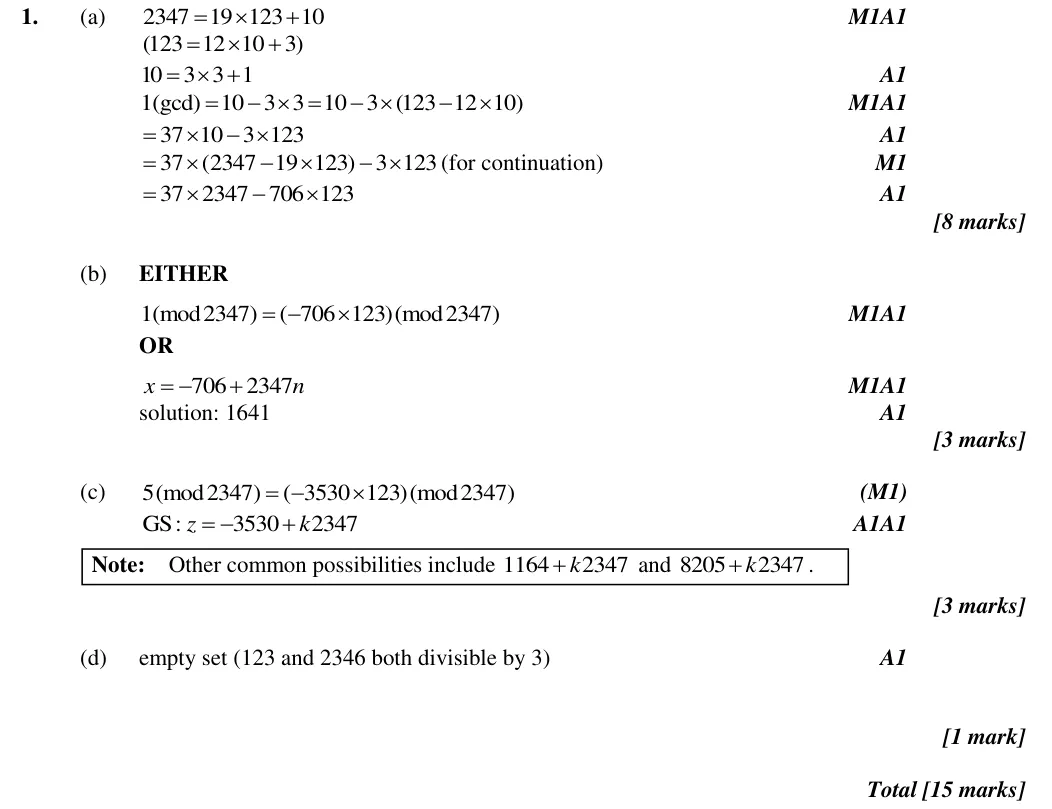 1. (a) 2347 = 19×123+10 M1A1
(123 = 12×10+3)
10 = 3×3+1 A1
1(gcd) = 10−3×3 = 10−3×(123−12×10) M1A1
= 37×10−3×123 A1
= 37×(2347−19×123)−3×123 (for continuation) M1
= 37×2347−706×123 A1
[8 marks]
(b) EITHER
1(mod 2347) = (−706×123)(mod 2347) M1A1
OR
x = −706+2347n M1A1
solution: 1641 A1
[3 marks]
(c) 5(mod 2347) = (−3530×123)(mod 2347) (M1)
GS : z = −3530+k2347 A1A1
Note: Other common possibilities include 1164+k2347 and 8205+k2347.
[3 marks]
(d) empty set (123 and 2346 both divisible by 3) A1
[1 mark]
Total [15 marks]